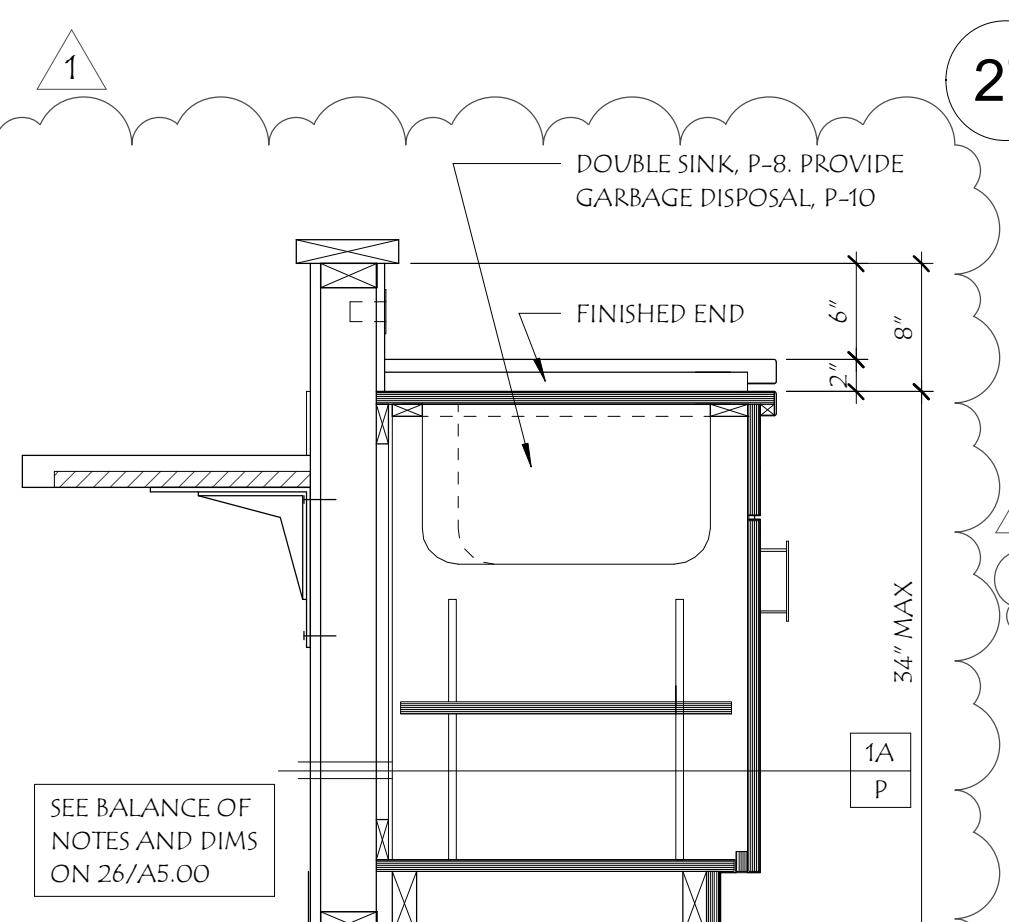 1
DOUBLE SINK, P-8. PROVIDE
GARBAGE DISPOSAL, P-10
FINISHED END
6"
8"
2"
34" MAX
1A
P
SEE BALANCE OF
NOTES AND DIMS
ON 26/A5.00